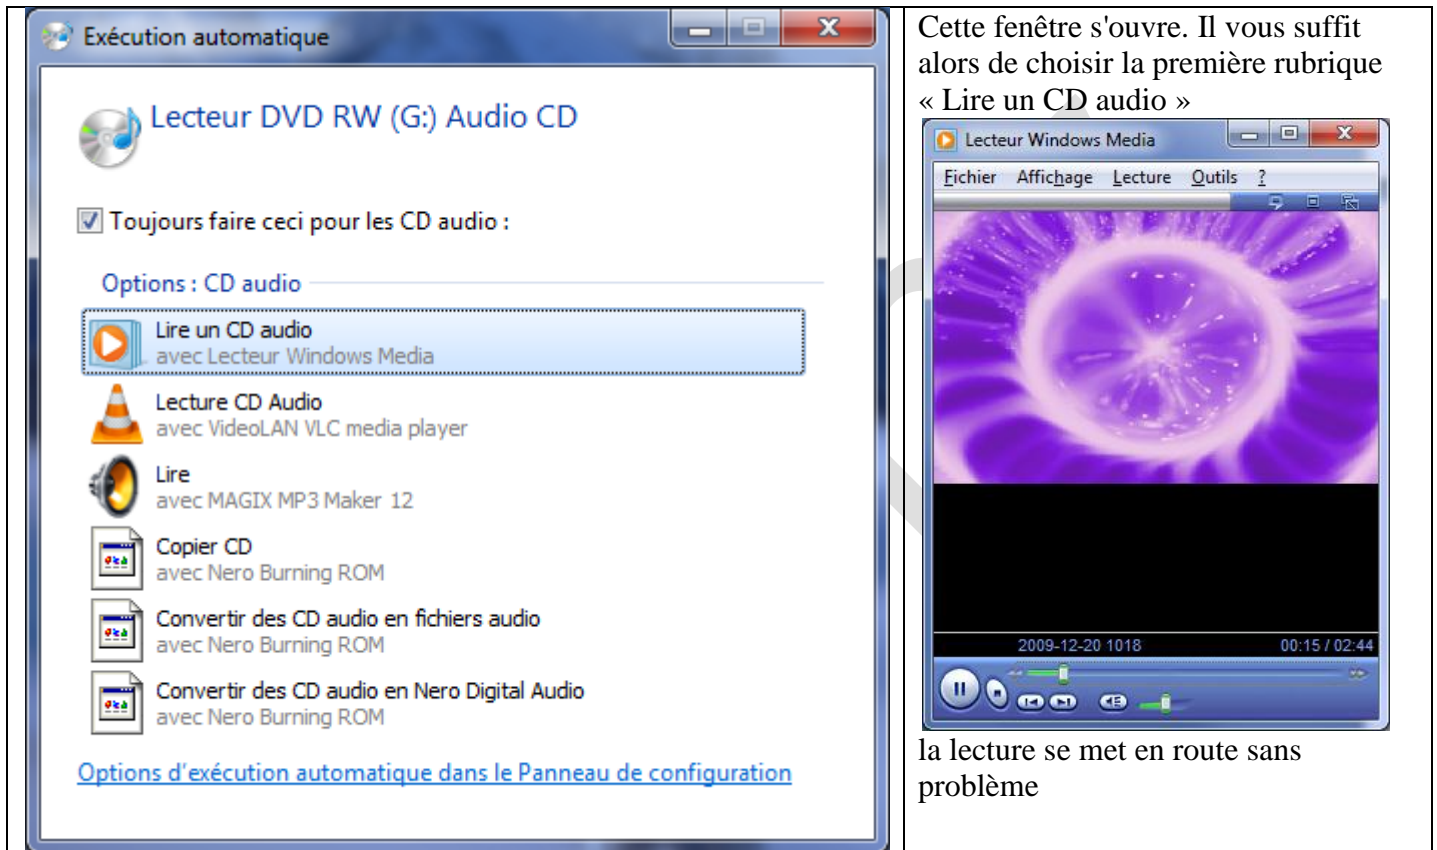 Exécution automatique
Lecteur DVD RW (G:) Audio CD
Toujours faire ceci pour les CD audio :
Options : CD audio
Lire un CD audio
avec Lecteur Windows Media
Lecture CD Audio
avec VideoLAN VLC media player
Lire
avec MAGIX MP3 Maker 12
Copier CD
avec Nero Burning ROM
Convertir des CD audio en fichiers audio
avec Nero Burning ROM
Convertir des CD audio en Nero Digital Audio
avec Nero Burning ROM
Options d'exécution automatique dans le Panneau de configuration
Cette fenêtre s'ouvre. Il vous suffit
alors de choisir la première rubrique
« Lire un CD audio »
Lecteur Windows Media
Fichier Affichage Lecture Outils ?
2009-12-20 1018 00:15 / 02:44
la lecture se met en route sans
problème